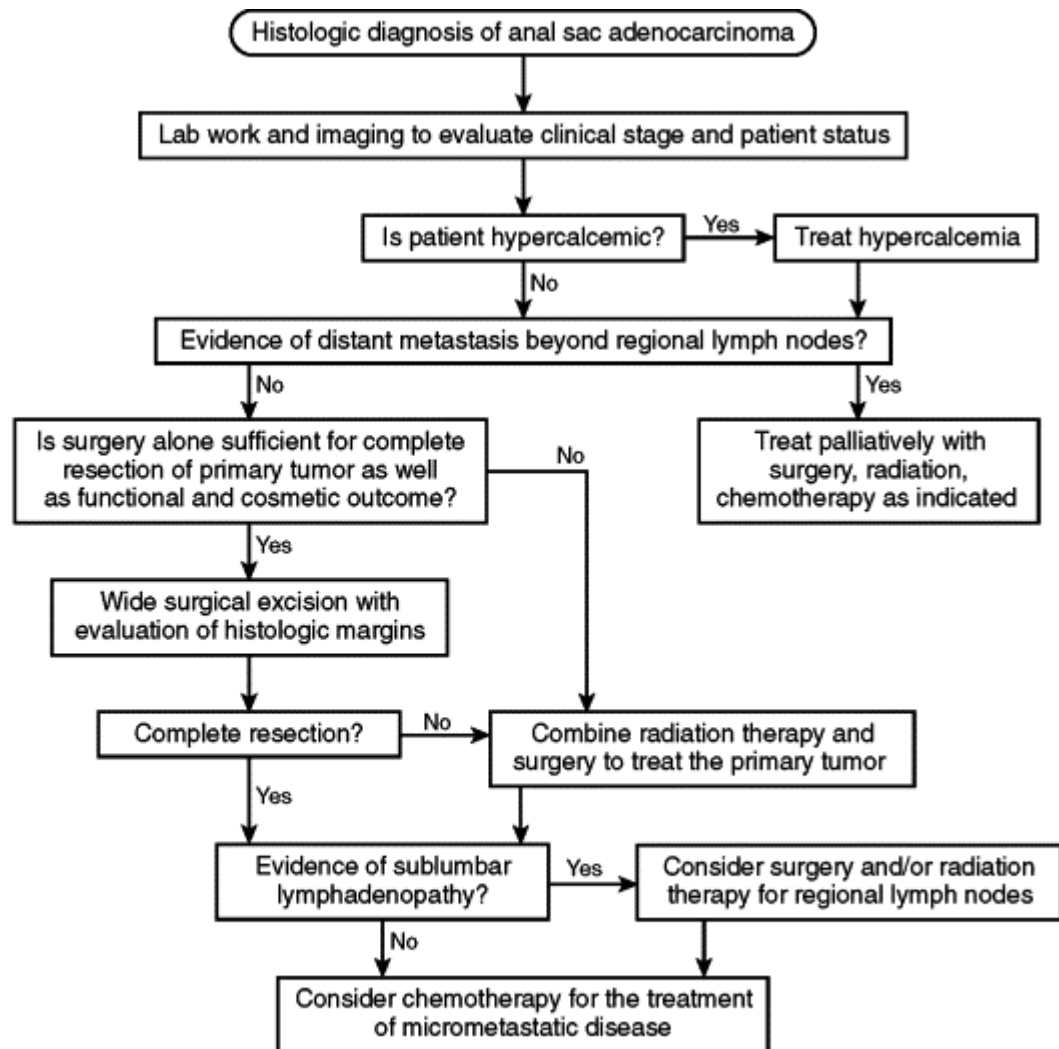 Histologic diagnosis of anal sac adenocarcinoma
Lab work and imaging to evaluate clinical stage and patient status
Is patient hypercalcemic?
Yes
Treat hypercalcemia
No
Evidence of distant metastasis beyond regional lymph nodes?
No
Yes
Is surgery alone sufficient for complete
resection of primary tumor as well
as functional and cosmetic outcome?
No
Treat palliatively with
surgery, radiation,
chemotherapy as indicated
Yes
Wide surgical excision with
evaluation of histologic margins
Complete resection?
No
Combine radiation therapy and
surgery to treat the primary tumor
Yes
Evidence of sublumbar
lymphadenopathy?
Yes
Consider surgery and/or radiation
therapy for regional lymph nodes
No
Consider chemotherapy for the treatment
of micrometastatic disease